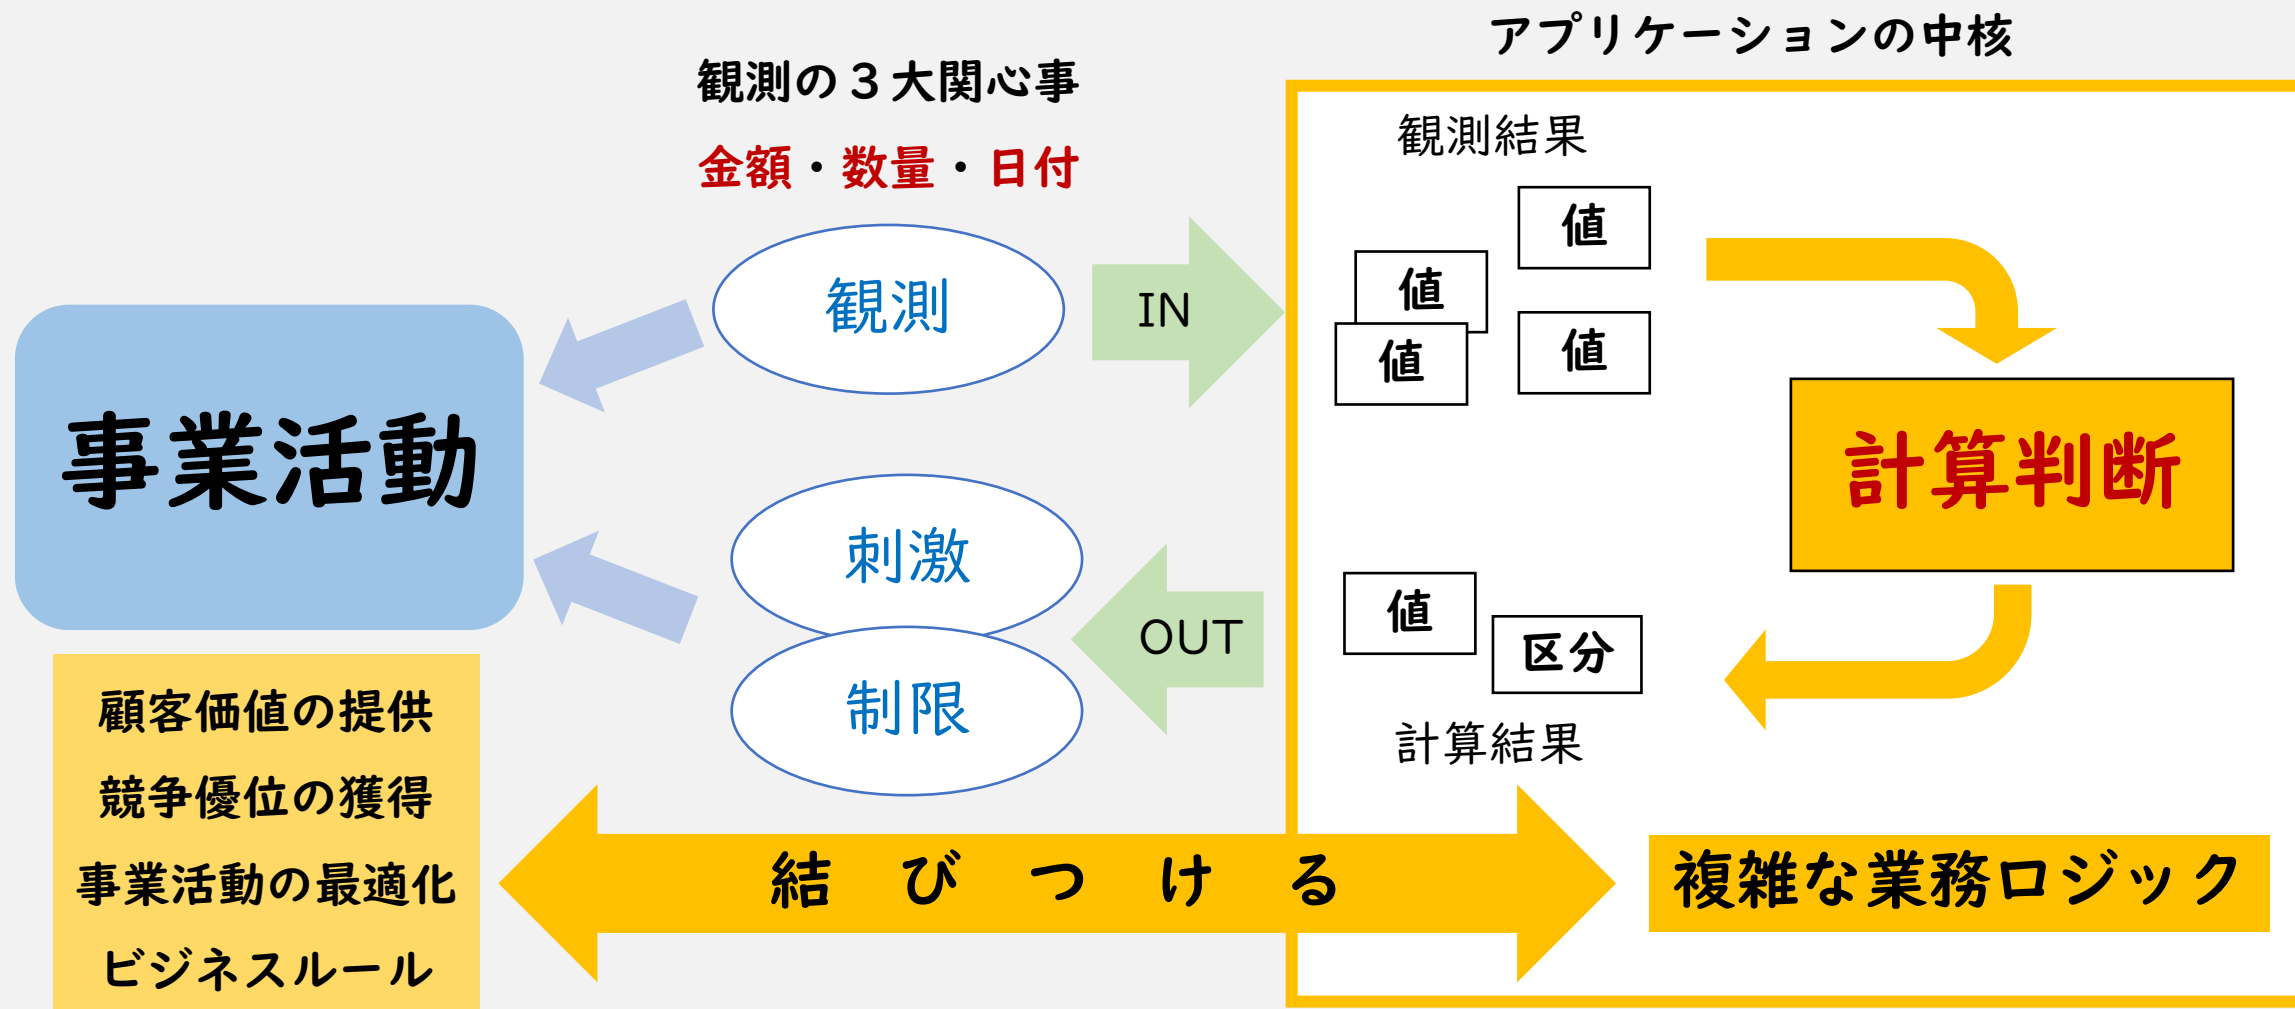 アプリケーションの中核
観測の３大関心事
金額・数量・日付
観測結果
値
値
値
値
観測
IN
計算判断
事業活動
刺激
制限
OUT
値
区分
計算結果
顧客価値の提供
競争優位の獲得
事業活動の最適化
ビジネスルール
結びつける
複雑な業務ロジック